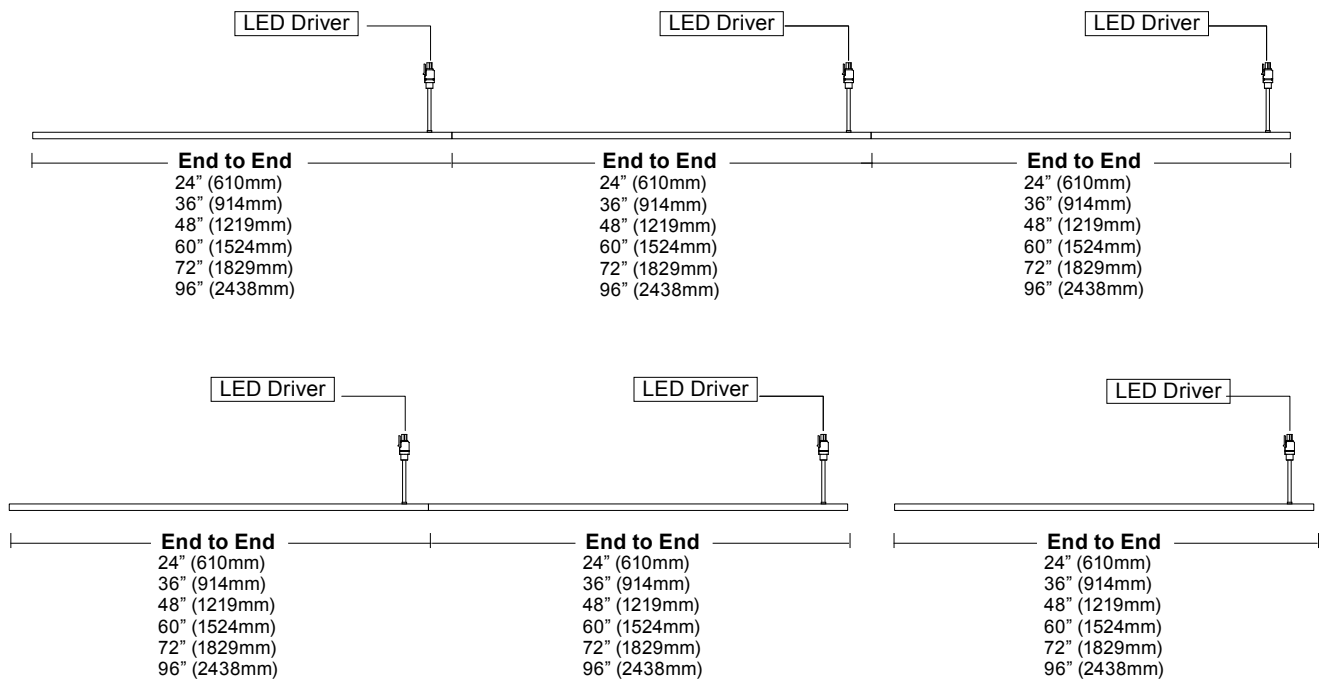 LED Driver
LED Driver
LED Driver
End to End
24” (610mm)
36” (914mm)
48” (1219mm)
60” (1524mm)
72” (1829mm)
96” (2438mm)
End to End
24” (610mm)
36” (914mm)
48” (1219mm)
60” (1524mm)
72” (1829mm)
96” (2438mm)
End to End
24” (610mm)
36” (914mm)
48” (1219mm)
60” (1524mm)
72” (1829mm)
96” (2438mm)
LED Driver
LED Driver
LED Driver
End to End
24” (610mm)
36” (914mm)
48” (1219mm)
60” (1524mm)
72” (1829mm)
96” (2438mm)
End to End
24” (610mm)
36” (914mm)
48” (1219mm)
60” (1524mm)
72” (1829mm)
96” (2438mm)
End to End
24” (610mm)
36” (914mm)
48” (1219mm)
60” (1524mm)
72” (1829mm)
96” (2438mm)